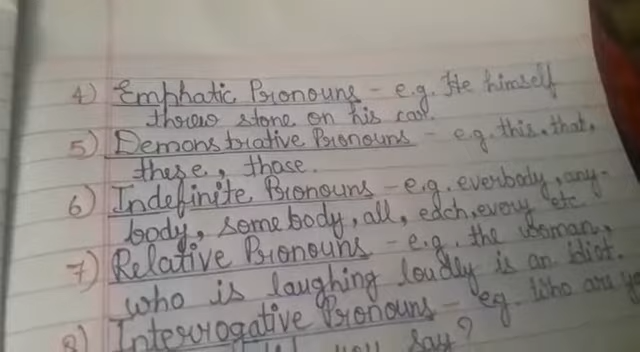 4) Emphatic Pronouns - e.g. He himself
throws stone on his car.
5) Demonstrative Pronouns - e.g. this, that,
these, those.
6) Indefinite Pronouns - e.g. everbody, any-
body, somebody, all, each, every etc
7) Relative Pronouns - e.g. the woman,
who is laughing loudly is an idiot.
8) Interrogative Pronouns - eg. Who are
you say?